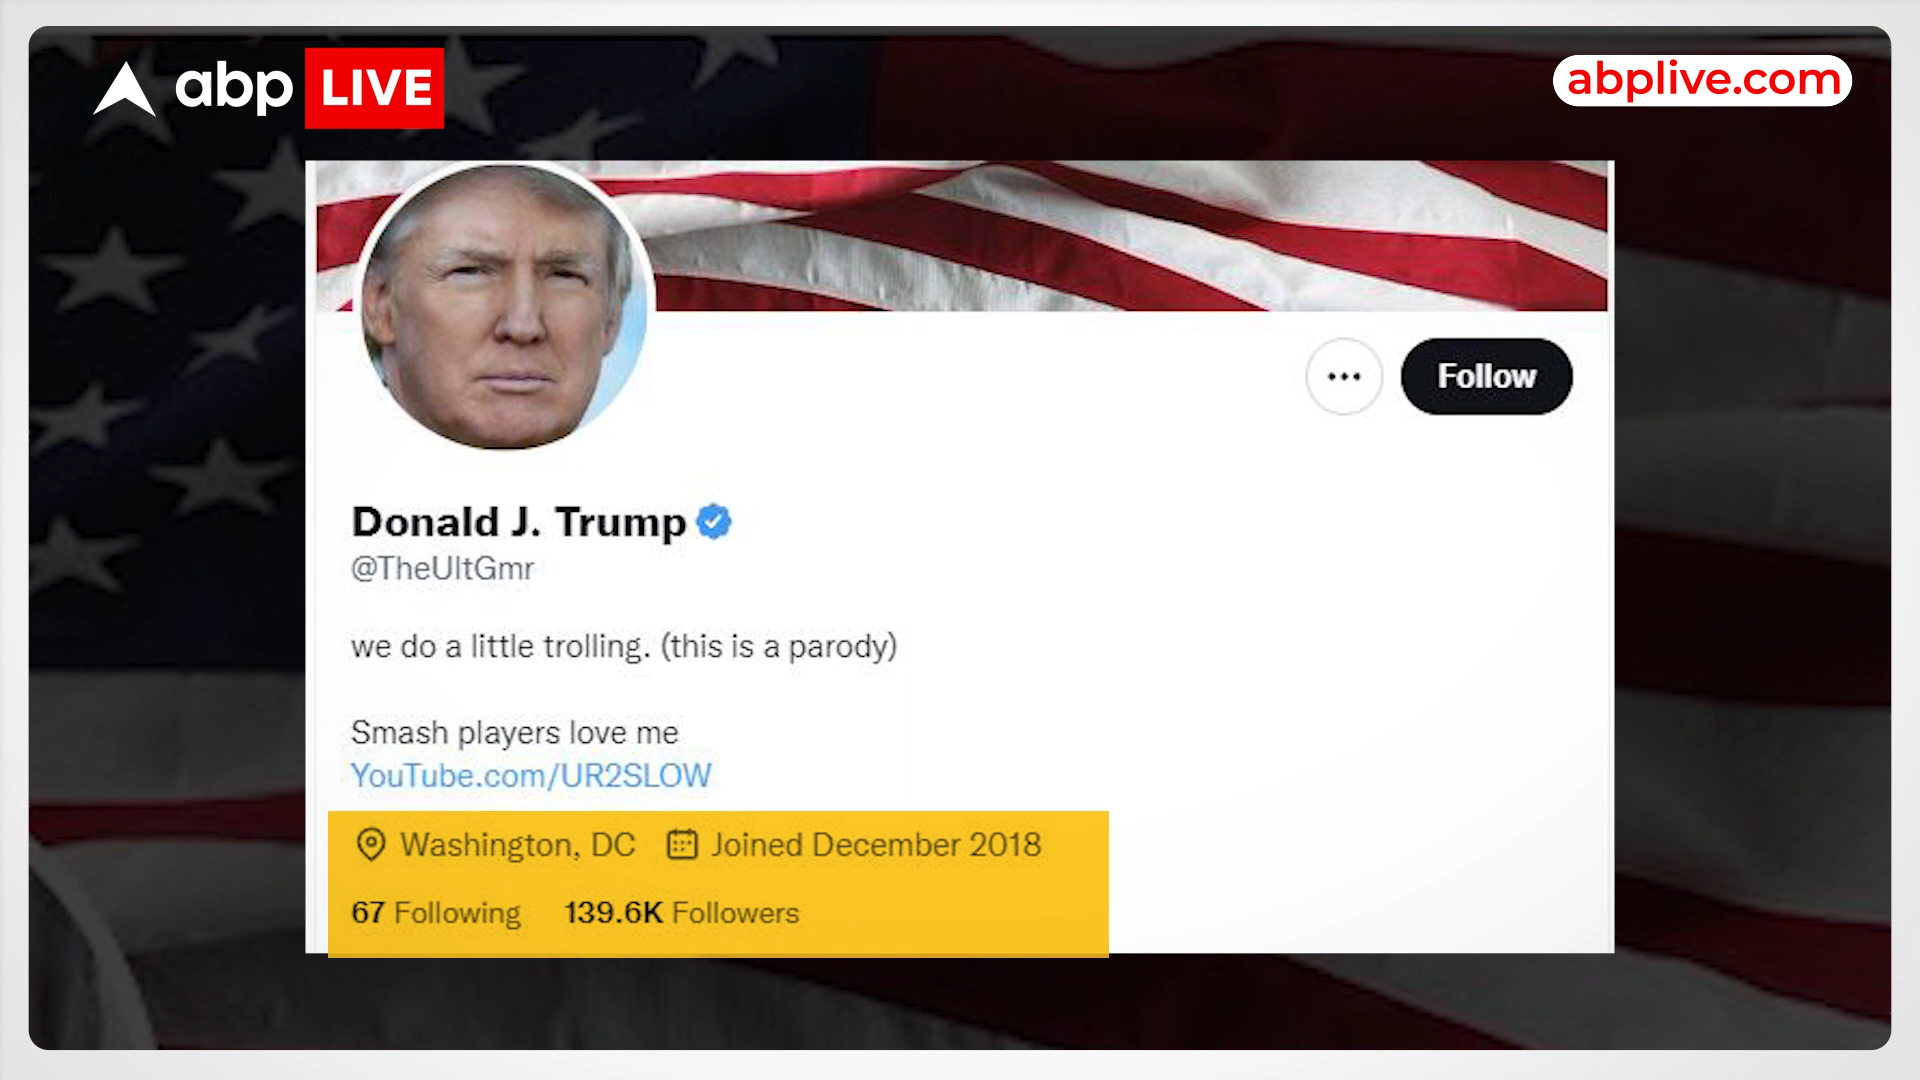 abp LIVE
abplive.com
Follow
Donald J. Trump
@TheUltGmr
we do a little trolling. (this is a parody)
Smash players love me
YouTube.com/UR2SLOW
Washington, DC Joined December 2018
67 Following 139.6K Followers